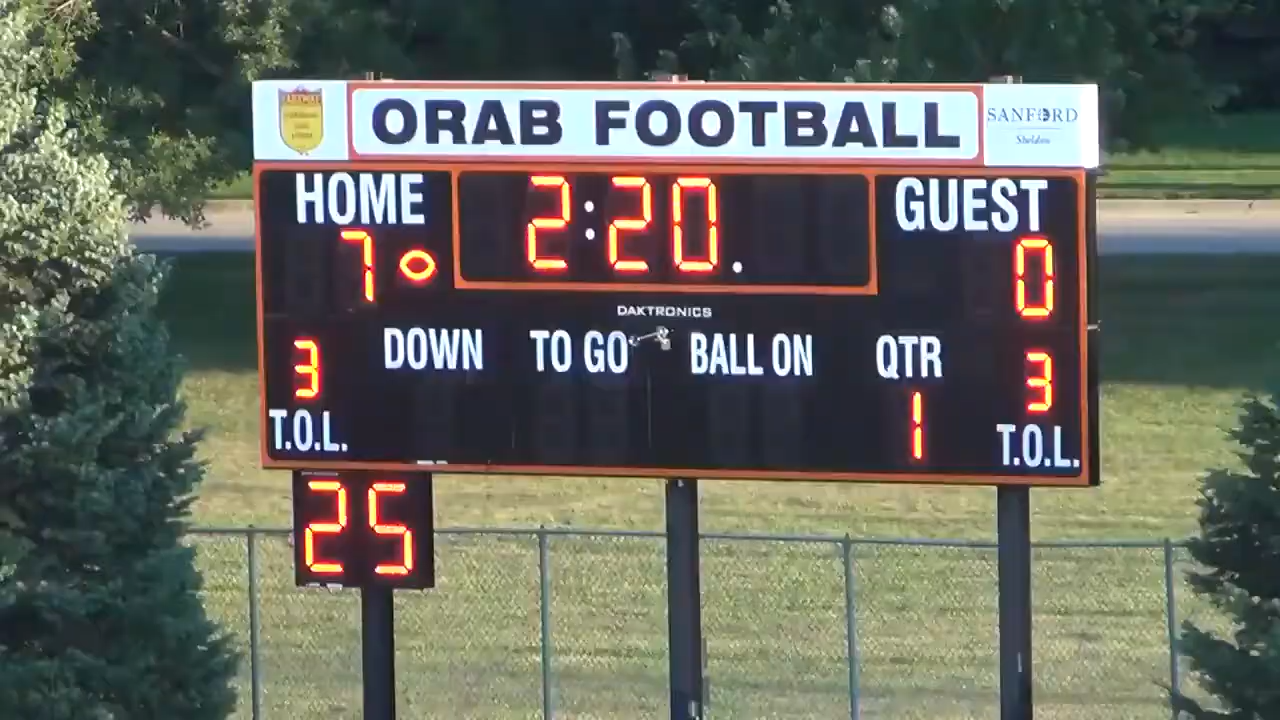 ORAB FOOTBALL
SANFORD
Sheldon
HOME 2:20. GUEST
7 0
DAKTRONICS
DOWN TO GO BALL ON QTR
3 1 3
T.O.L. T.O.L.
25